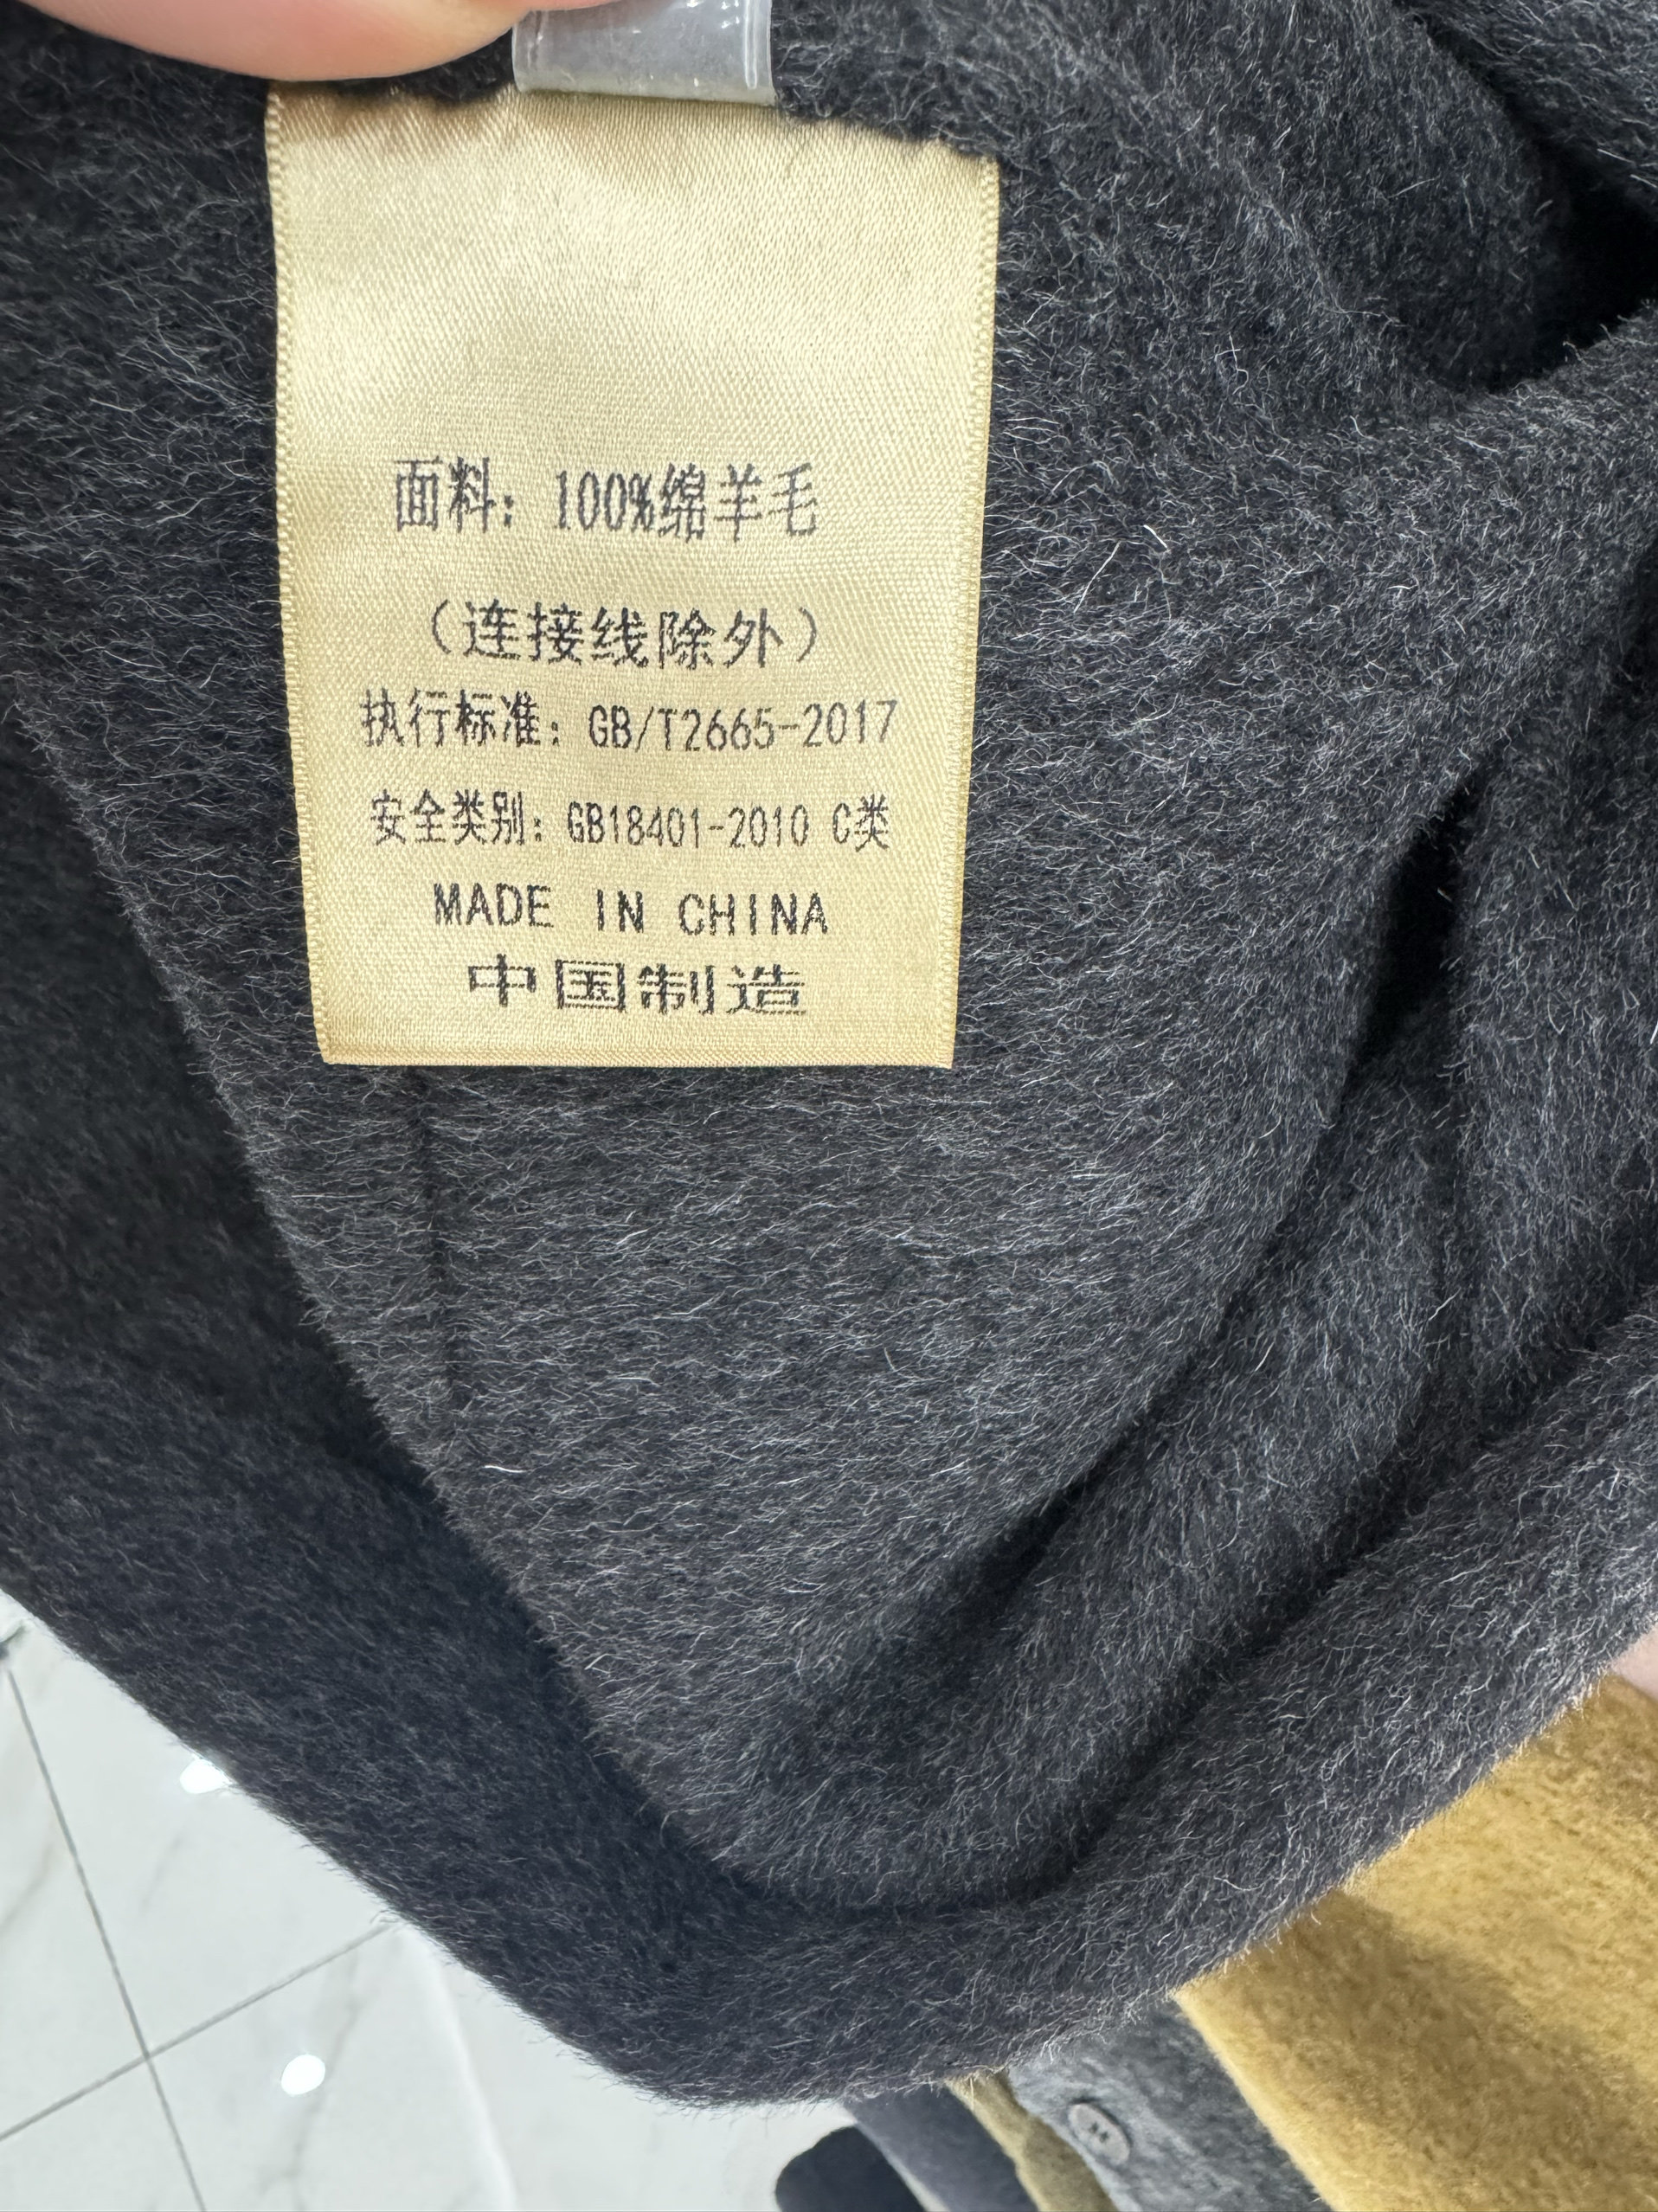 面料：100%绵羊毛
（连接线除外）
执行标准：GB/T2665-2017
安全类别：GB18401-2010 C类
MADE IN CHINA
中国制造